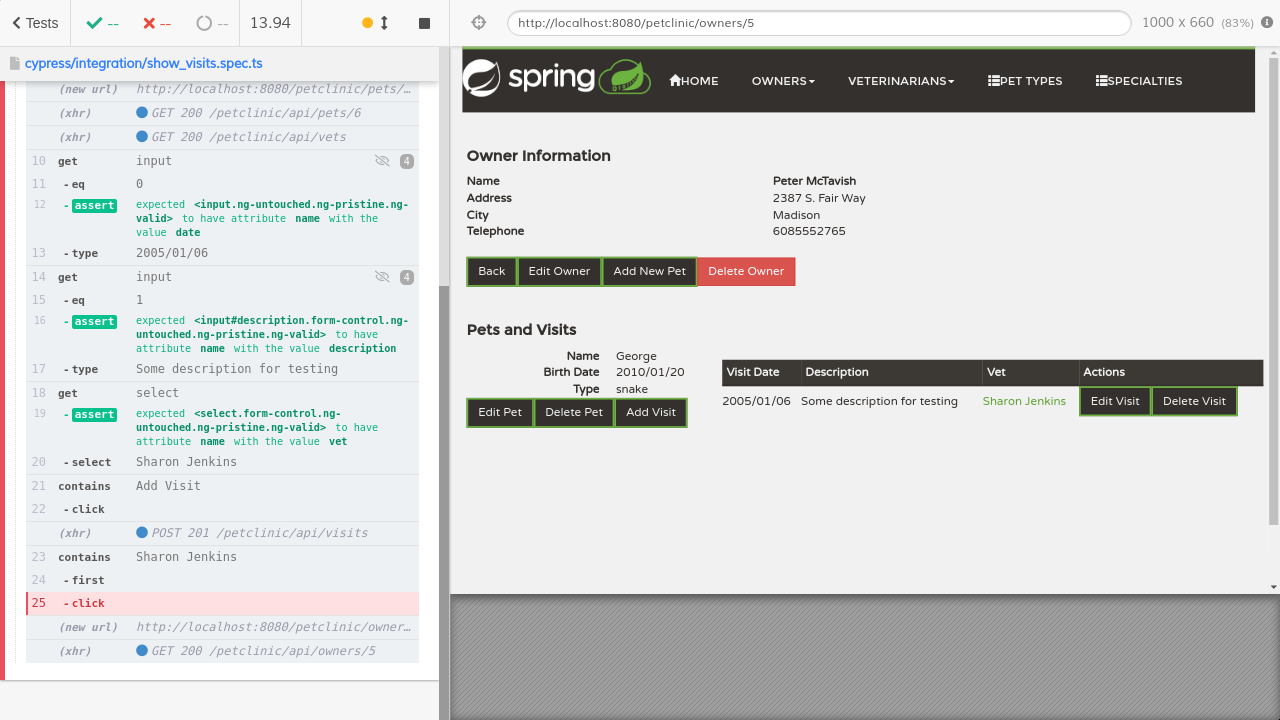 Tests
--
--
--
13.94
http://localhost:8080/petclinic/owners/5
1000 x 660 (83%)
cypress/integration/show_visits.spec.ts
(new url) http://localhost:8080/petclinic/pets/…
(xhr) GET 200 /petclinic/api/pets/6
(xhr) GET 200 /petclinic/api/vets
10 get input 4
11 - eq 0
12 - assert expected <input.ng-untouched.ng-pristine.ng-
valid> to have attribute name with the
value date
13 - type 2005/01/06
14 get input 4
15 - eq 1
16 - assert expected <input#description.form-control.ng-
untouched.ng-pristine.ng-valid> to have
attribute name with the value description
17 - type Some description for testing
18 get select
19 - assert expected <select.form-control.ng-
untouched.ng-pristine.ng-valid> to have
attribute name with the value vet
20 - select Sharon Jenkins
21 contains Add Visit
22 - click
(xhr) POST 201 /petclinic/api/visits
23 contains Sharon Jenkins
24 - first
25 - click
(new url) http://localhost:8080/petclinic/owner…
(xhr) GET 200 /petclinic/api/owners/5
spring
HOME OWNERS VETERINARIANS PET TYPES SPECIALTIES
Owner Information
Name Peter McTavish
Address 2387 S. Fair Way
City Madison
Telephone 6085552765
Back Edit Owner Add New Pet Delete Owner
Pets and Visits
Name George
Birth Date 2010/01/20
Type snake
Edit Pet Delete Pet Add Visit
Visit Date Description Vet Actions
2005/01/06 Some description for testing Sharon Jenkins Edit Visit Delete Visit